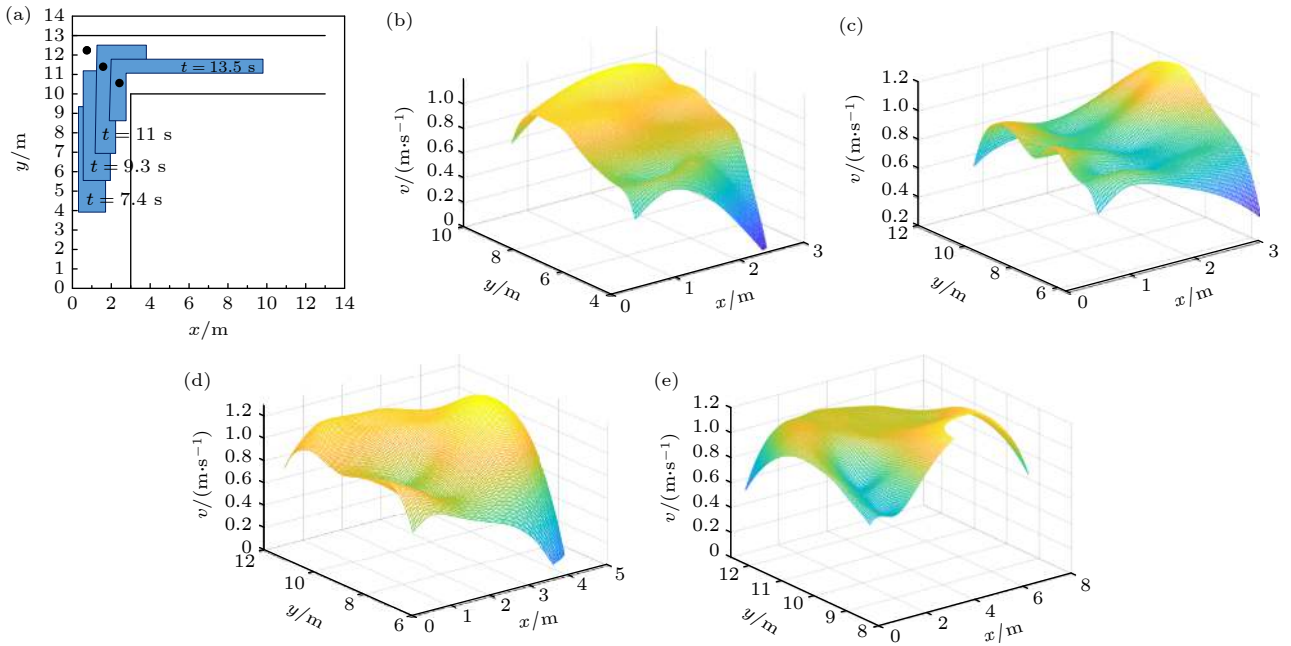 (a)
14
13
12
11
10
9
8
7
6
5
4
3
2
1
0
y/m
0 2 4 6 8 10 12 14
x/m
t = 13.5 s
t = 11 s
t = 9.3 s
t = 7.4 s
(b)
1.0
0.8
0.6
0.4
0.2
0
v/(m·s⁻¹)
10 8 6 4
y/m
0 1 2 3
x/m
(c)
1.2
1.0
0.8
0.6
0.4
0.2
v/(m·s⁻¹)
12 10 8 6
y/m
0 1 2 3
x/m
(d)
1.2
1.0
0.8
0.6
0.4
0.2
0
v/(m·s⁻¹)
12 10 8 6
y/m
0 1 2 3 4 5
x/m
(e)
1.2
1.0
0.8
0.6
0.4
0.2
0
v/(m·s⁻¹)
12 11 10 9 8
y/m
0 2 4 6 8
x/m